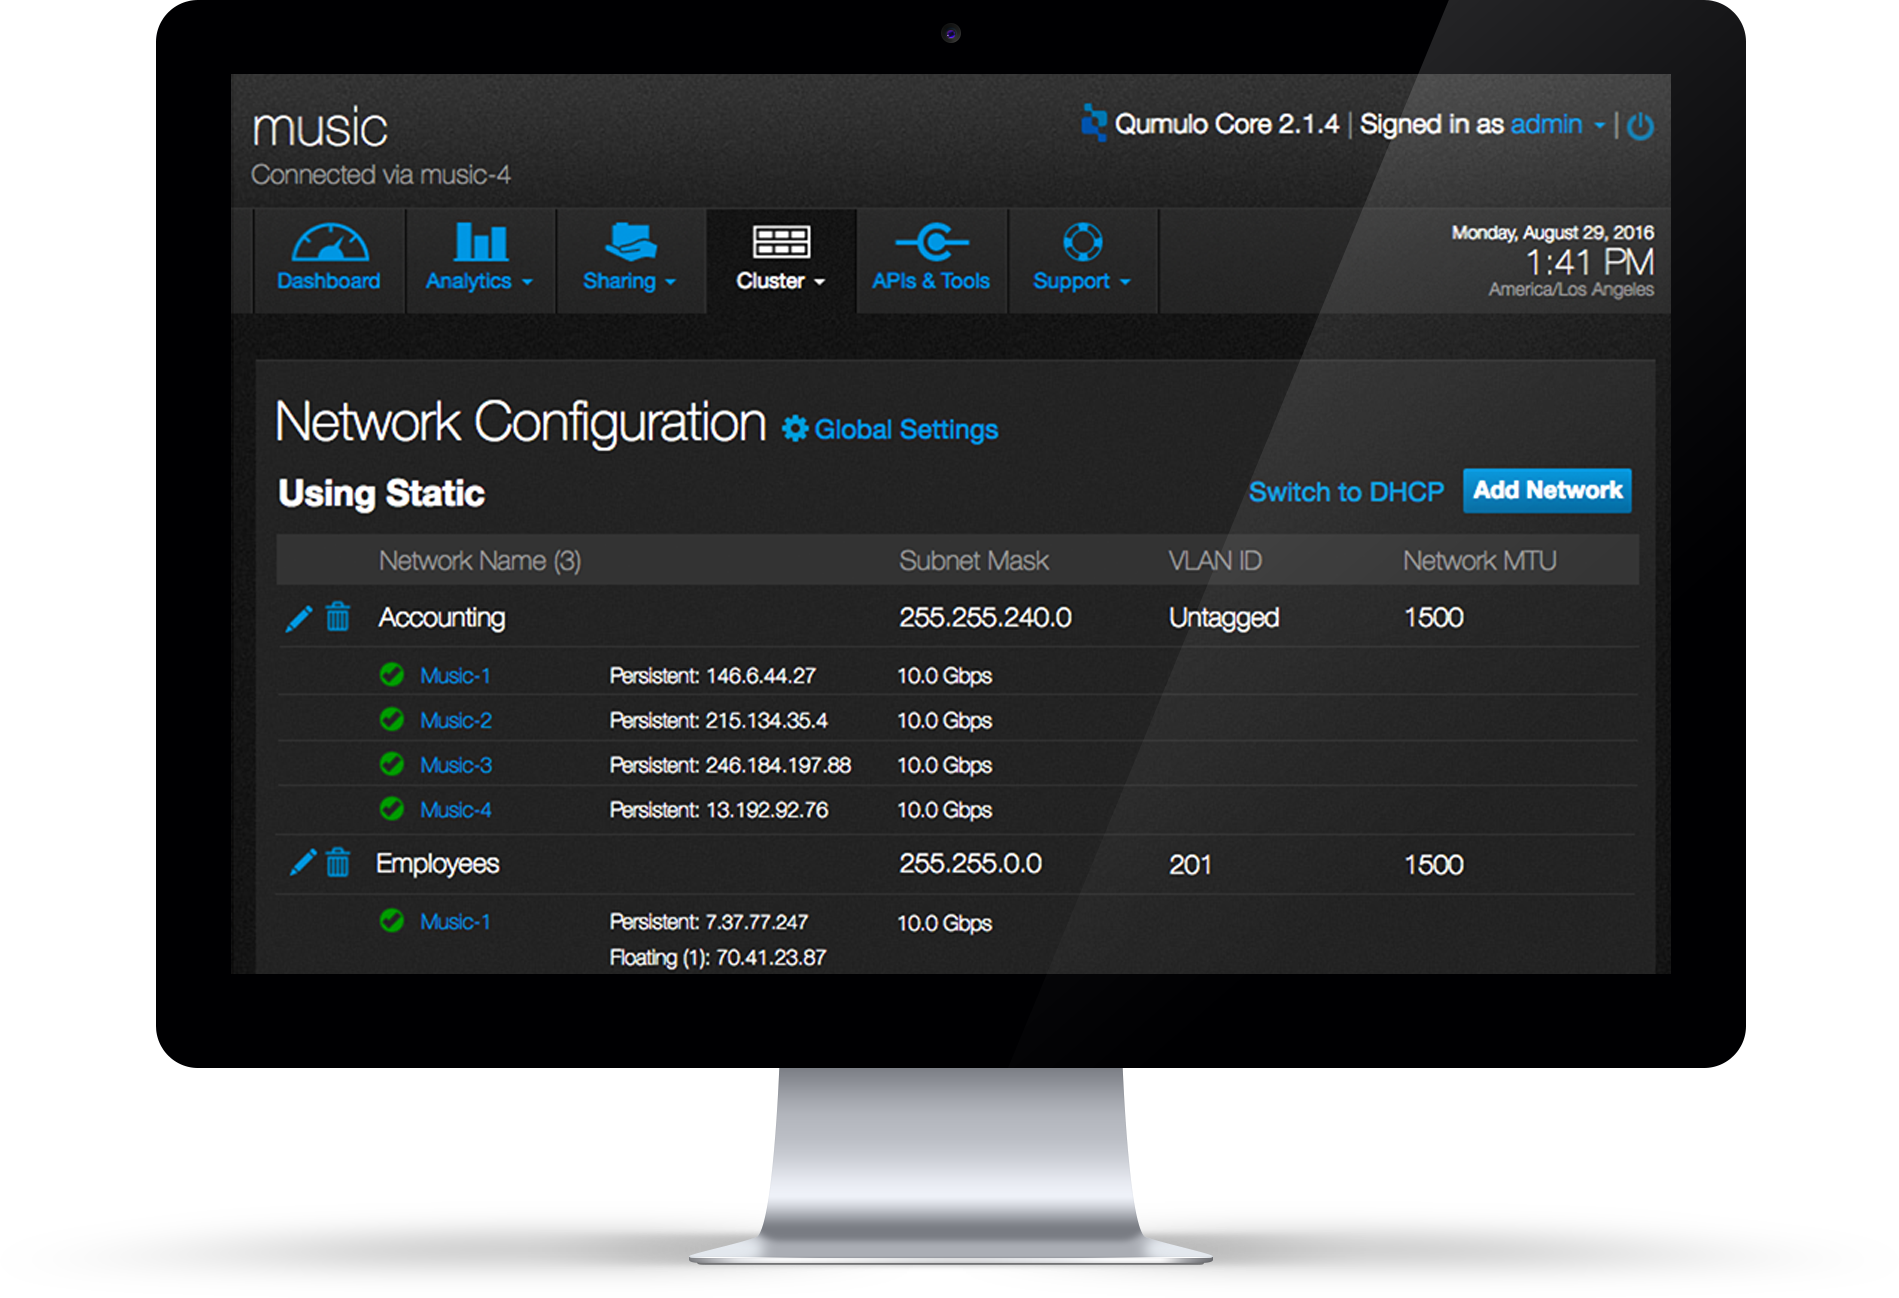 music
Connected via music-4
Qumulo Core 2.1.4 | Signed in as admin |
Dashboard
Analytics
Sharing
Cluster
APIs & Tools
Support
Monday, August 29, 2016
1:41 PM
America/Los Angeles
Network Configuration Global Settings
Using Static
Switch to DHCP
Add Network
Network Name (3) Subnet Mask VLAN ID Network MTU
Accounting 255.255.240.0 Untagged 1500
Music-1 Persistent: 146.6.44.27 10.0 Gbps
Music-2 Persistent: 215.134.35.4 10.0 Gbps
Music-3 Persistent: 246.184.197.88 10.0 Gbps
Music-4 Persistent: 13.192.92.76 10.0 Gbps
Employees 255.255.0.0 201 1500
Music-1 Persistent: 7.37.77.247 10.0 Gbps
Floating (1): 70.41.23.87